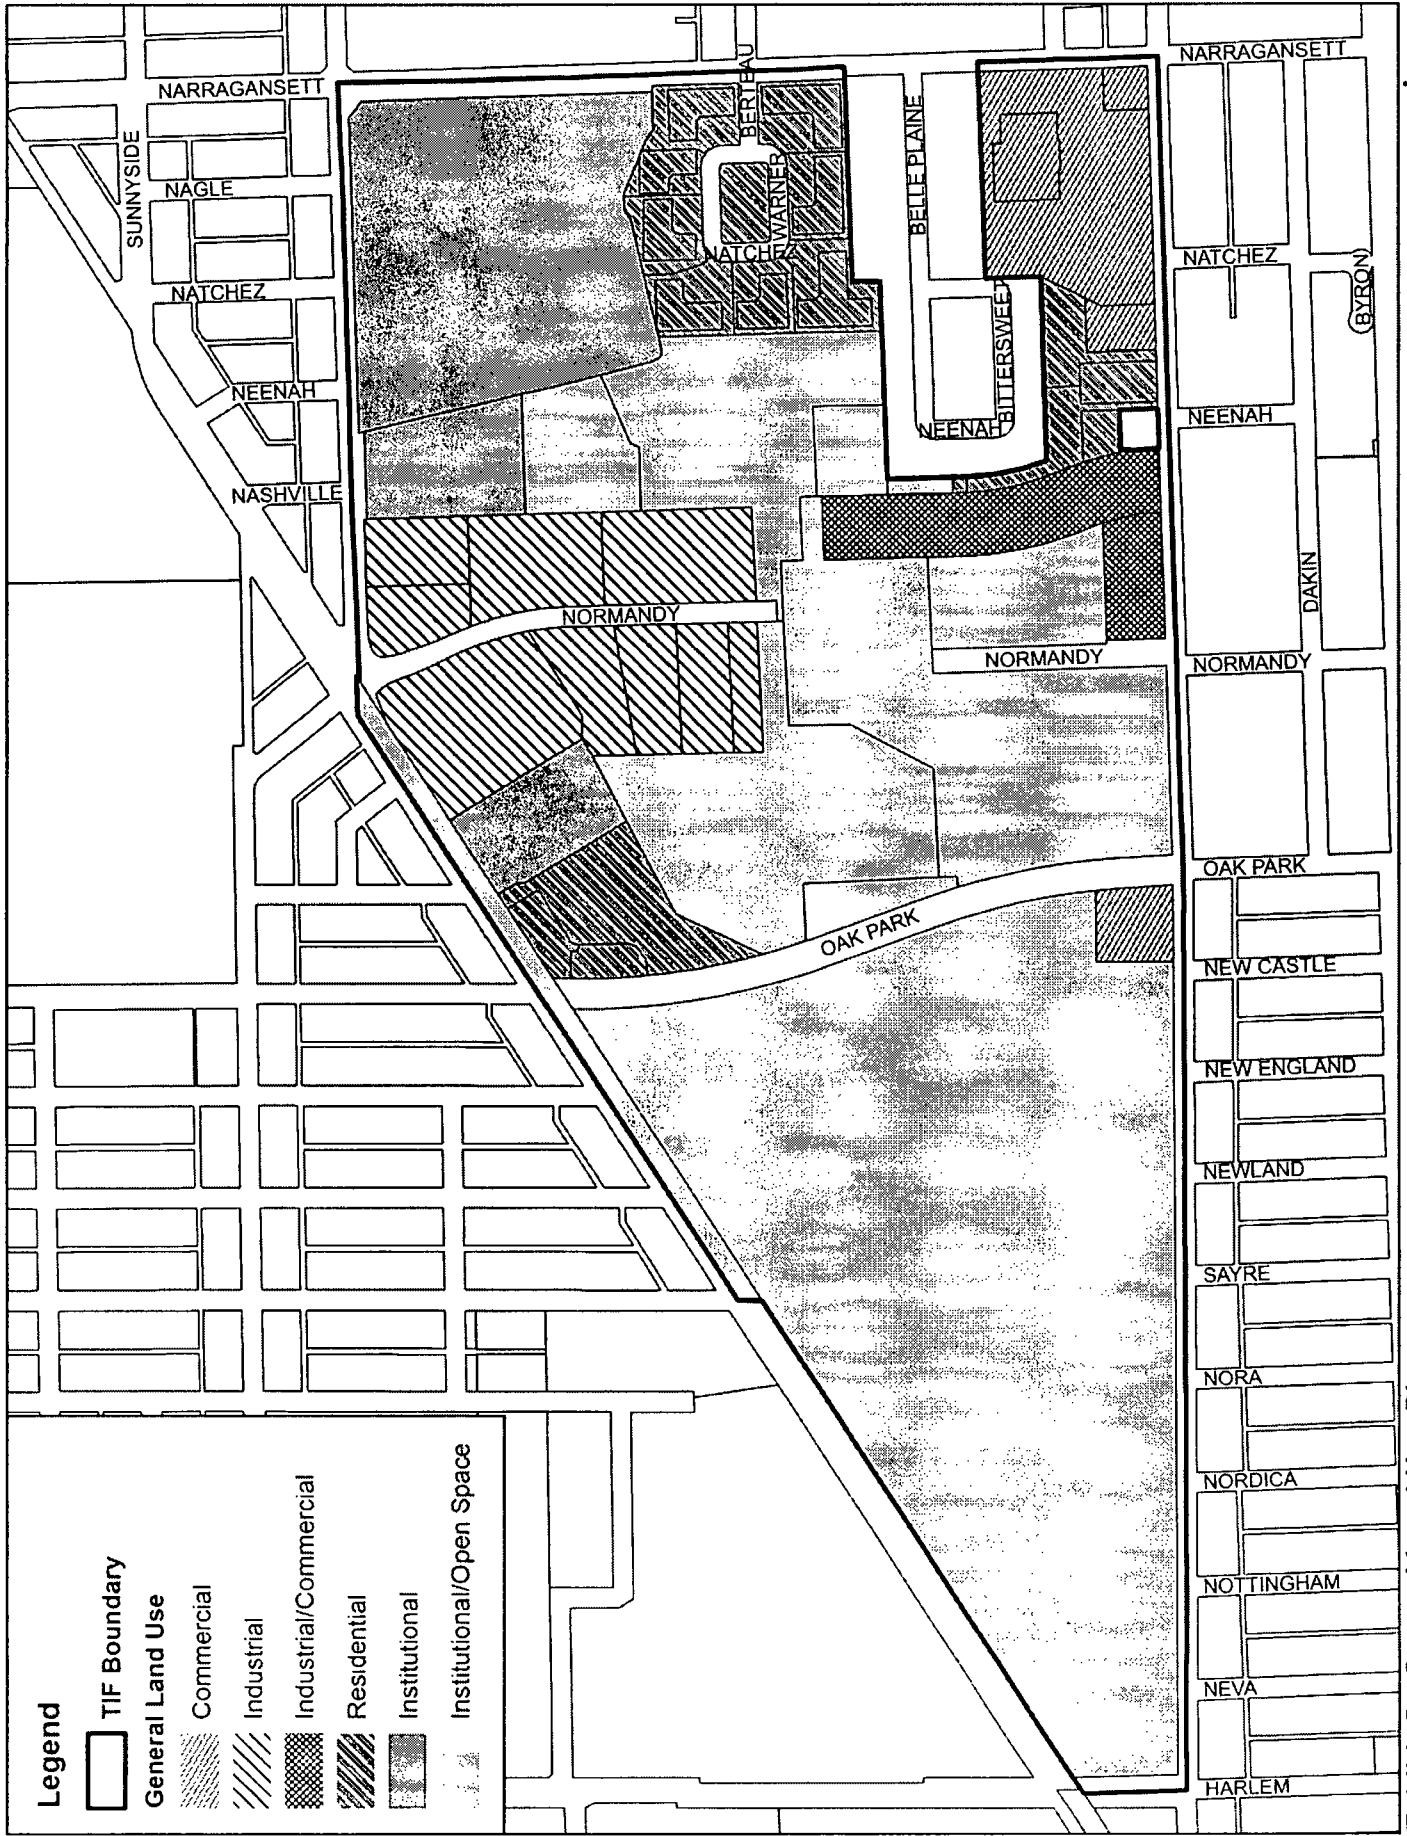 NARRAGANSETT
SUNNYSIDE
NAGLE
NATCHEZ
NEENAH
NASHVILLE
BERTEAU
WARNER
NATCHEZ
BELLE PLAINE
BITTERSWEET
NEENAH
NORMANDY
NORMANDY
OAK PARK
NARRAGANSETT
NATCHEZ
(BYRON)
NEENAH
DAKIN
NORMANDY
OAK PARK
NEW CASTLE
NEW ENGLAND
NEWLAND
SAYRE
NORA
NORDICA
NOTTINGHAM
NEVA
HARLEM
Legend
TIF Boundary
General Land Use
Commercial
Industrial
Industrial/Commercial
Residential
Institutional
Institutional/Open Space